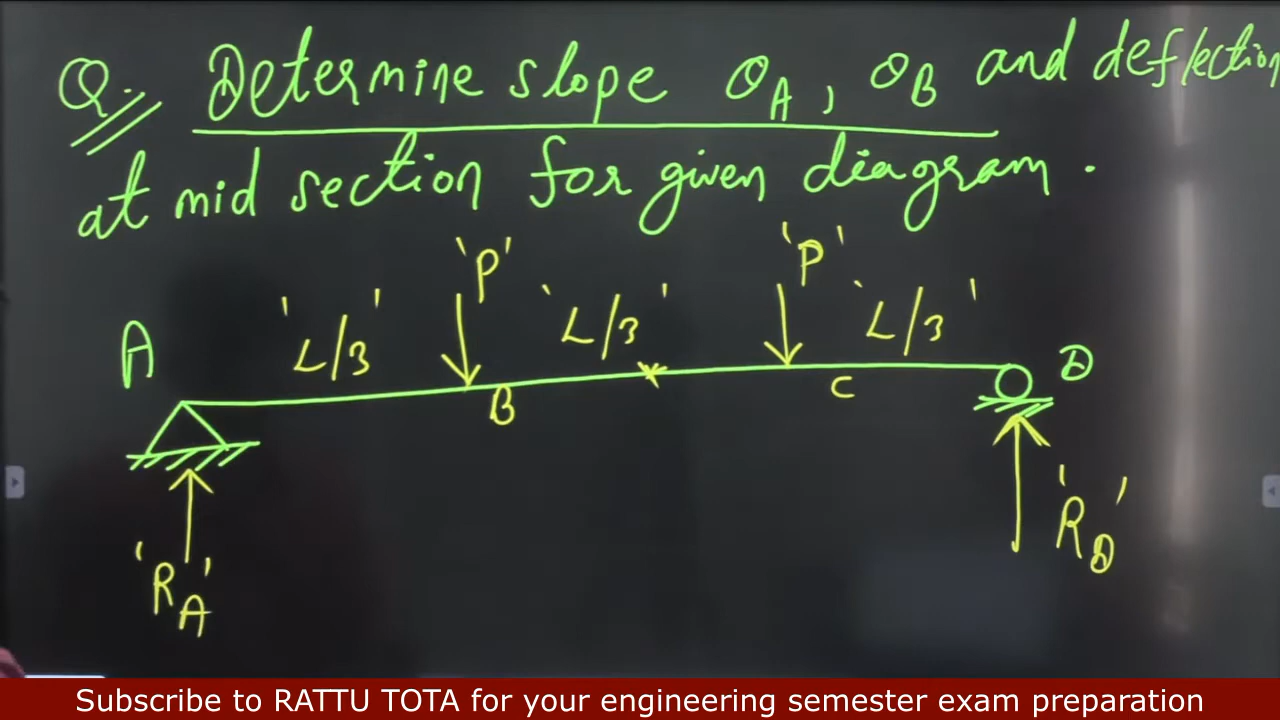 Q. Determine slope θA, θB and deflection
at mid section for given diagram.
'P' 'P'
'L/3' 'L/3' 'L/3'
A B C D
'RA' 'RD'
Subscribe to RATTU TOTA for your engineering semester exam preparation